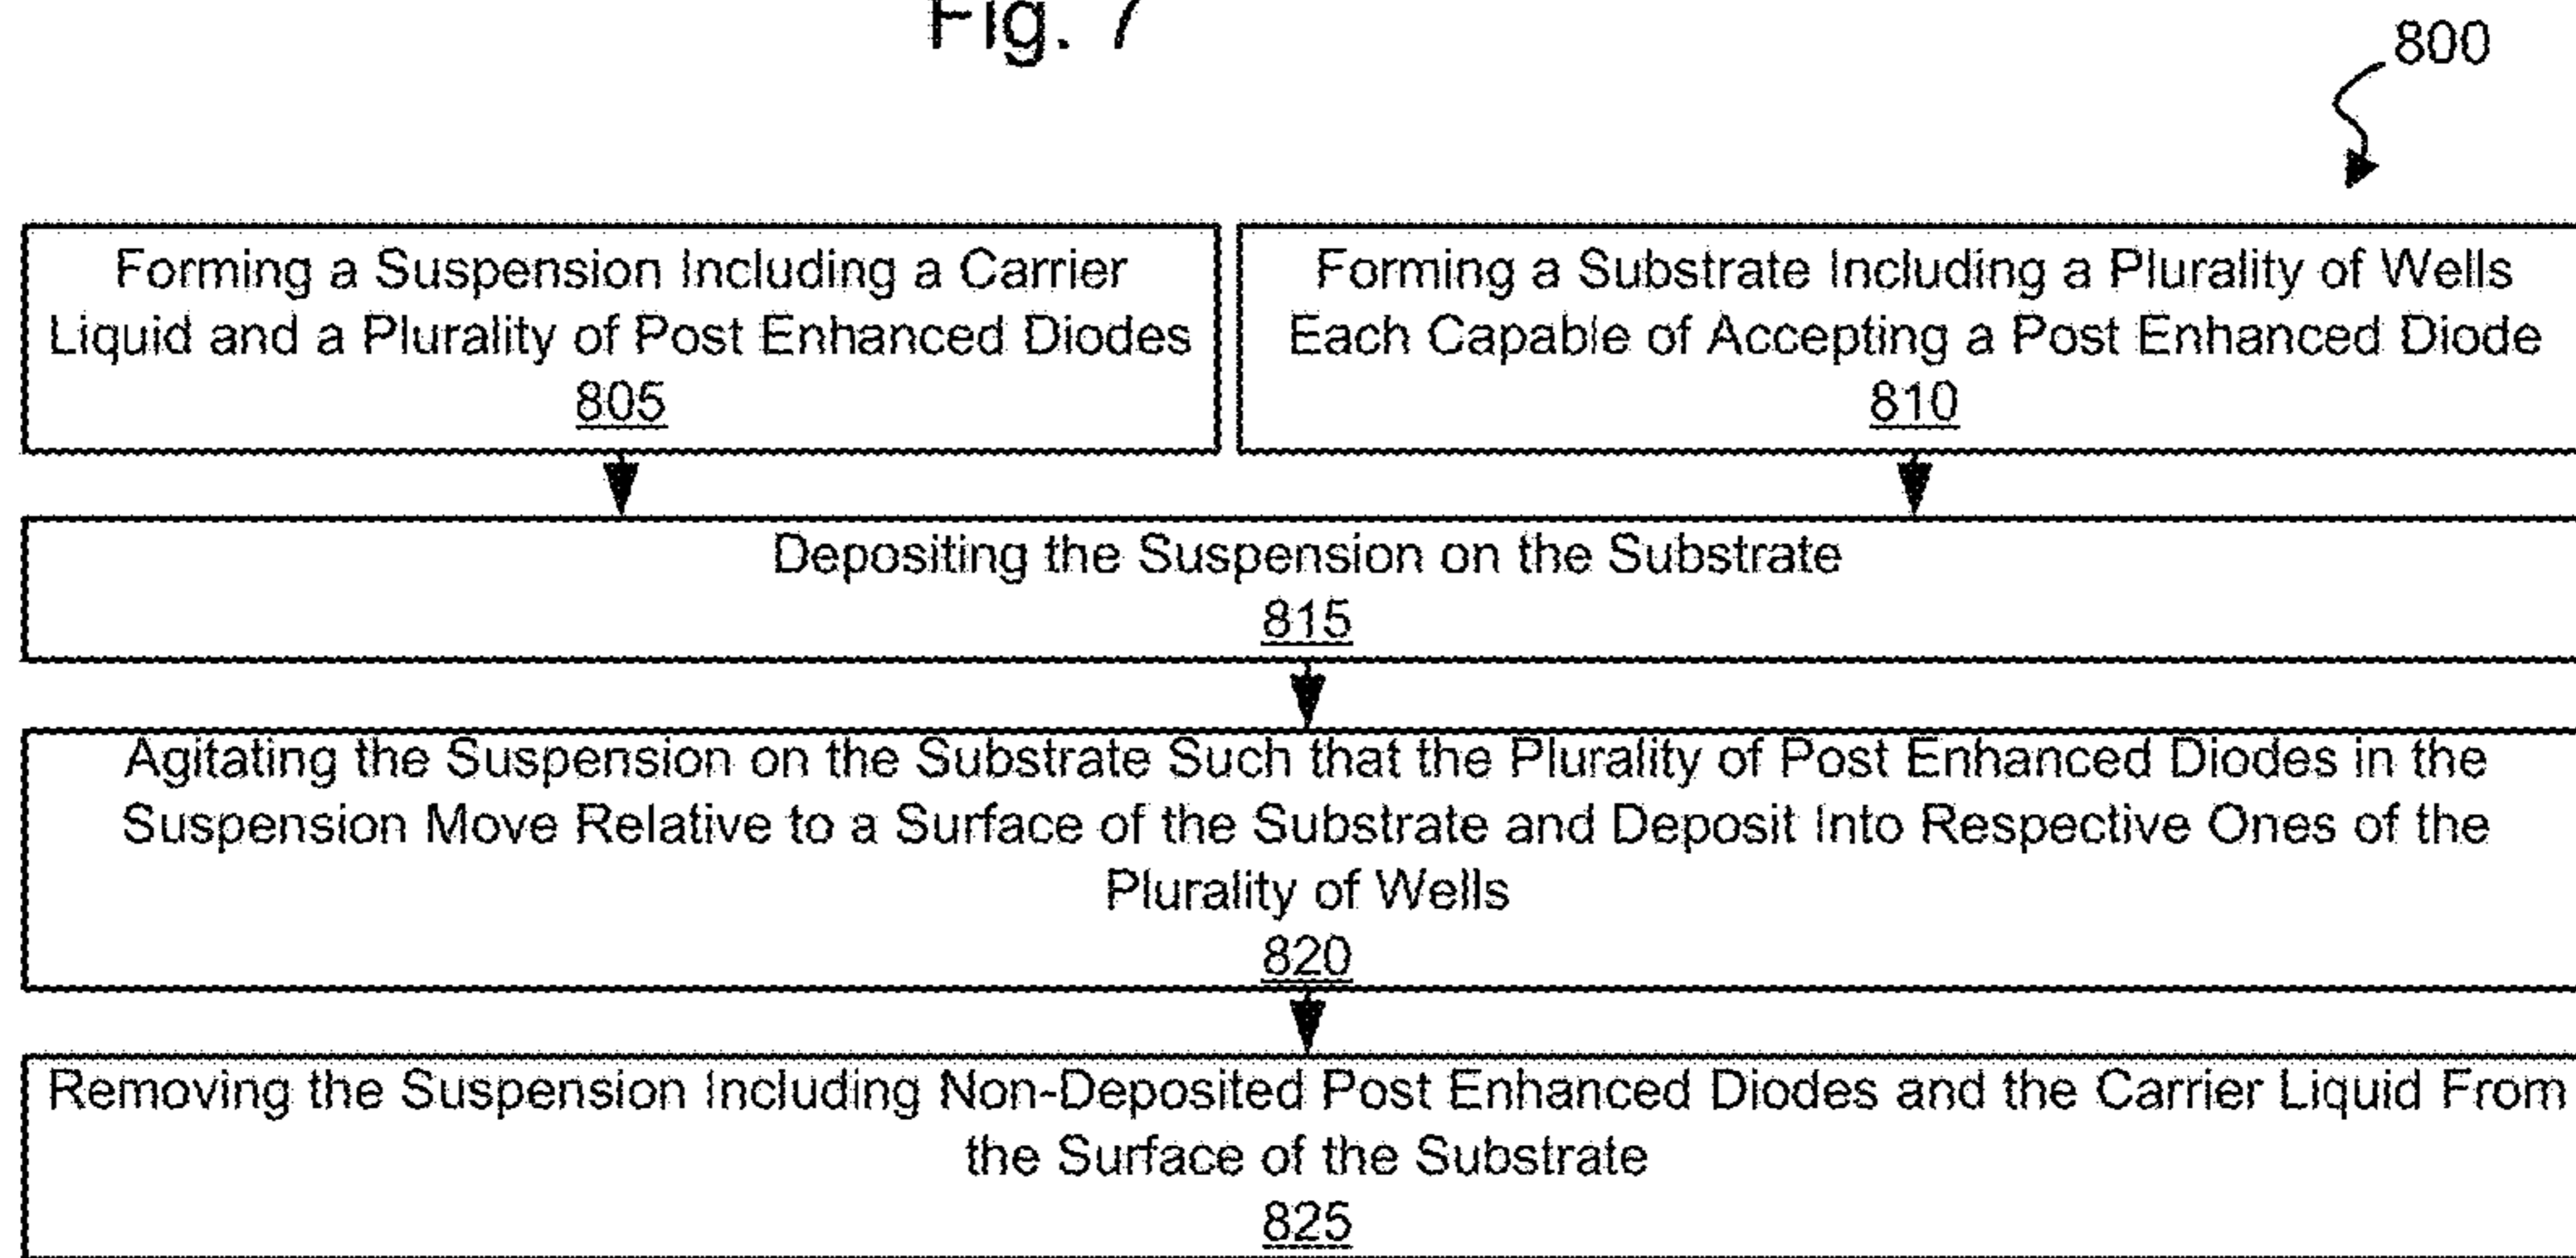 Fig. 7
800
Forming a Suspension Including a Carrier
Liquid and a Plurality of Post Enhanced Diodes
805
Forming a Substrate Including a Plurality of Wells
Each Capable of Accepting a Post Enhanced Diode
810
Depositing the Suspension on the Substrate
815
Agitating the Suspension on the Substrate Such that the Plurality of Post Enhanced Diodes in the
Suspension Move Relative to a Surface of the Substrate and Deposit Into Respective Ones of the
Plurality of Wells
820
Removing the Suspension Including Non-Deposited Post Enhanced Diodes and the Carrier Liquid From
the Surface of the Substrate
825